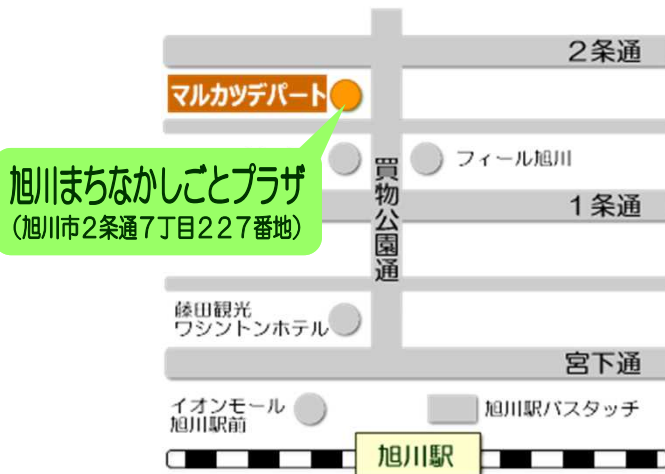 2条通
マルカツデパート
旭川まちなかしごとプラザ
(旭川市2条通7丁目227番地)
フィール旭川
買物公園通
1条通
藤田観光
ワシントンホテル
宮下通
イオンモール
旭川駅前
旭川駅バスタッチ
旭川駅